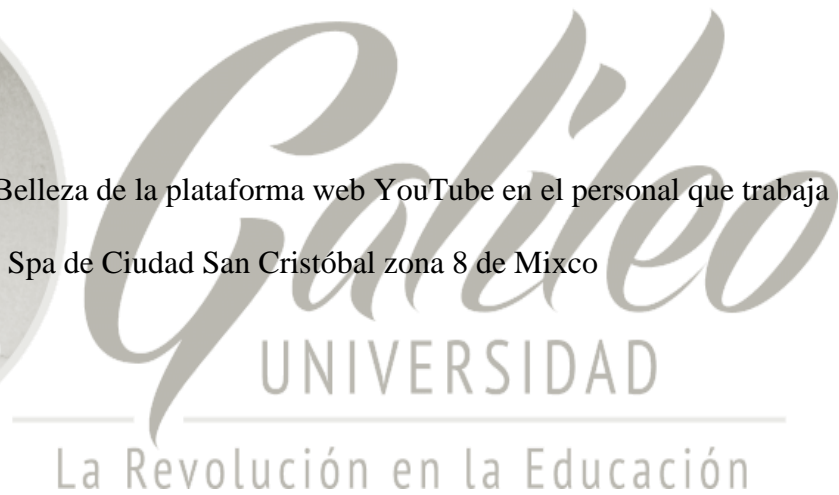 Belleza de la plataforma web YouTube en el personal que trabaja
Spa de Ciudad San Cristóbal zona 8 de Mixco
Galileo
UNIVERSIDAD
La Revolución en la Educación